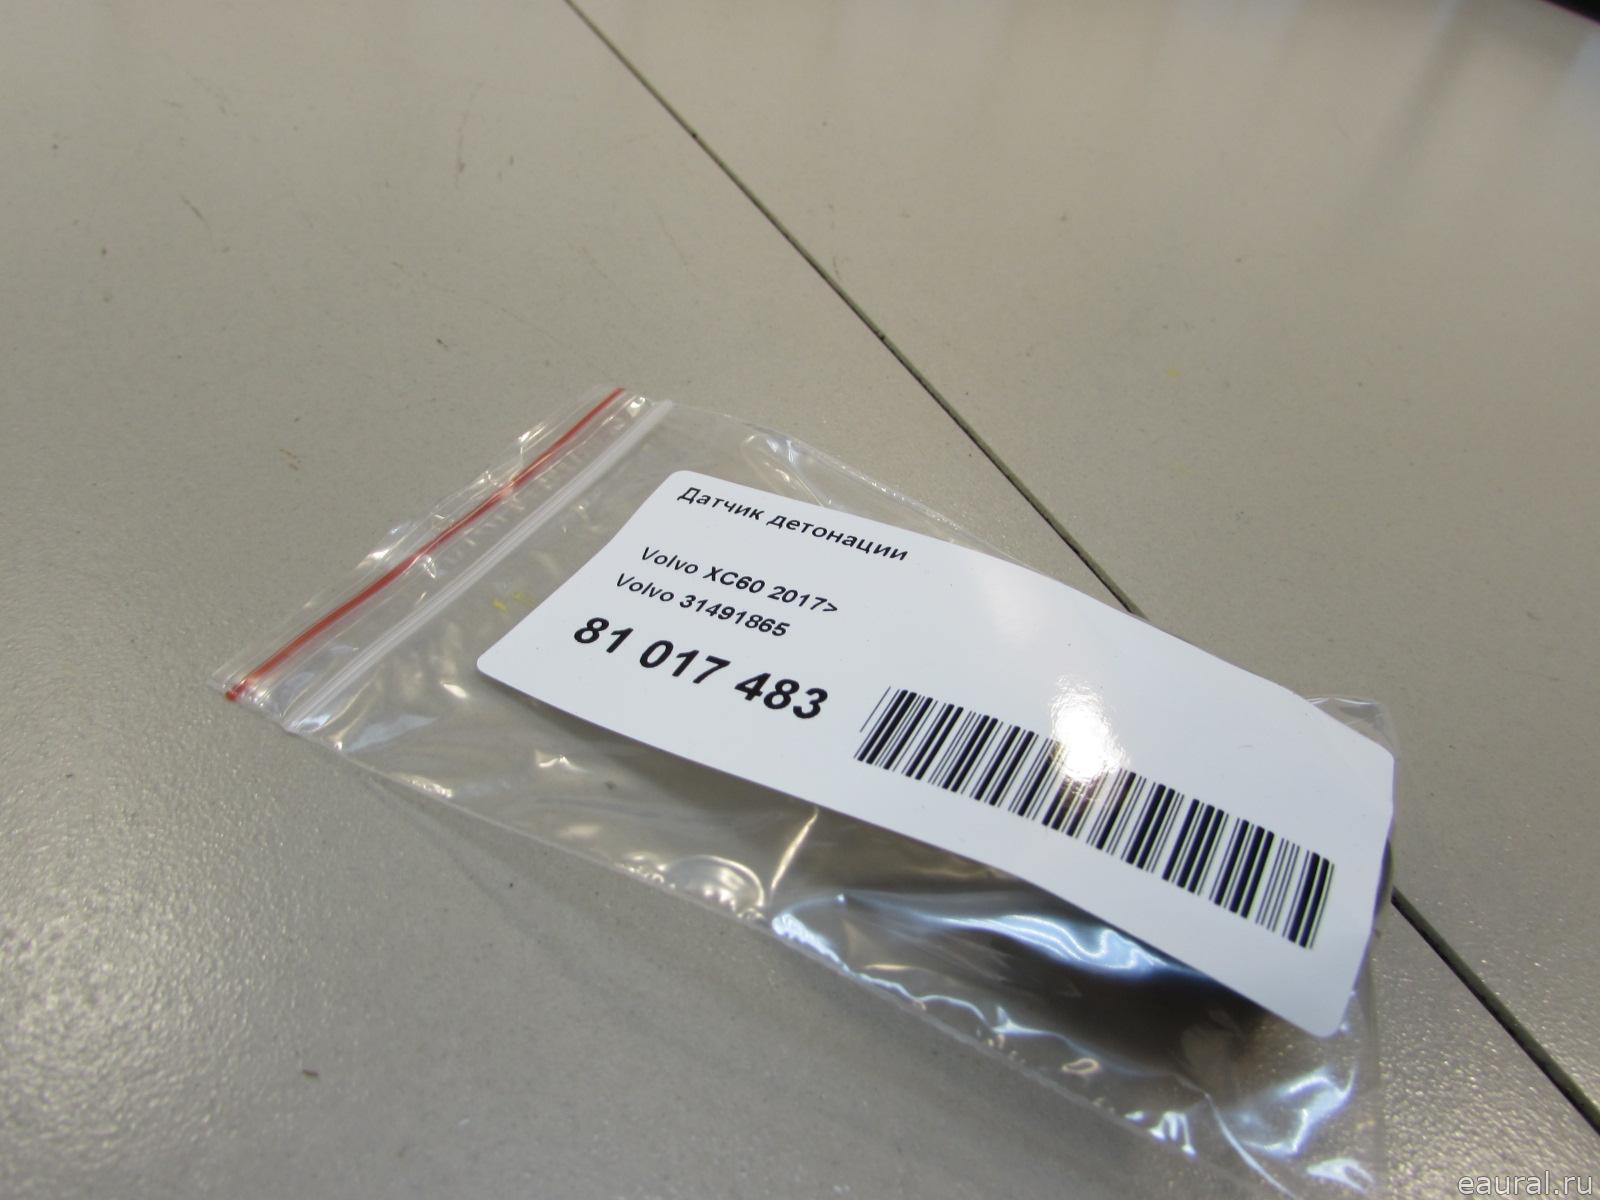 Датчик детонации
Volvo XC60 2017>
Volvo 31491865
81 017 483
eaural.ru